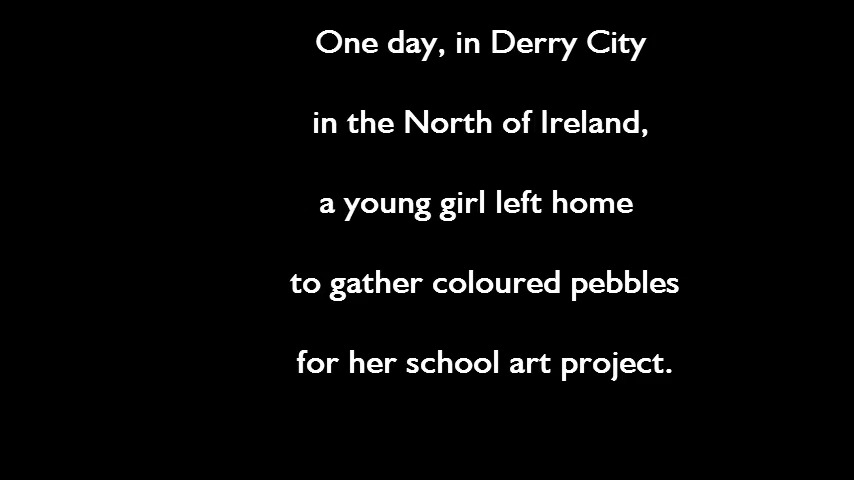 One day, in Derry City
in the North of Ireland,
a young girl left home
to gather coloured pebbles
for her school art project.